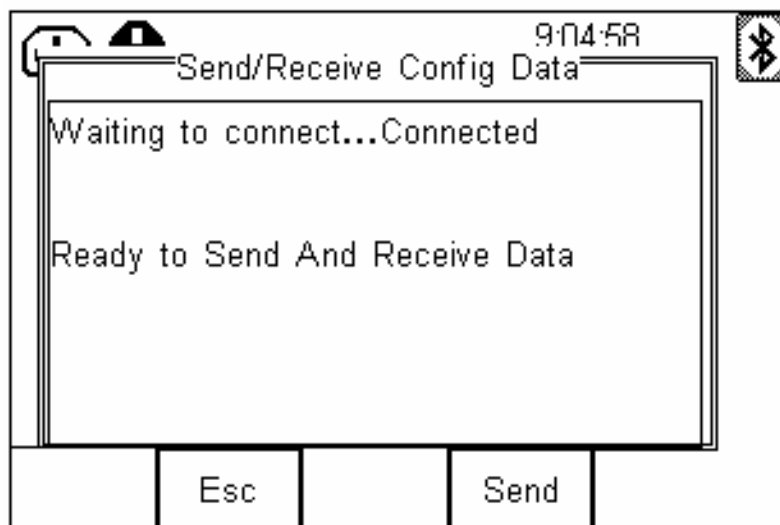 9:04:58
Send/Receive Config Data
Waiting to connect...Connected
Ready to Send And Receive Data
Esc
Send